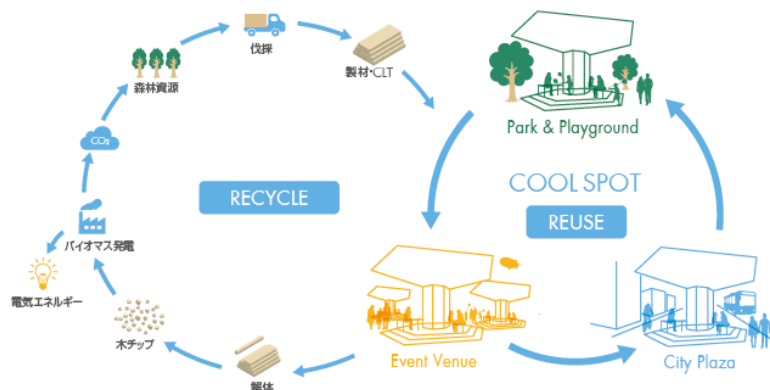 伐採
製材・CLT
森林資源
CO₂
バイオマス発電
電気エネルギー
木チップ
解体
RECYCLE
Park & Playground
COOL SPOT
REUSE
Event Venue
City Plaza